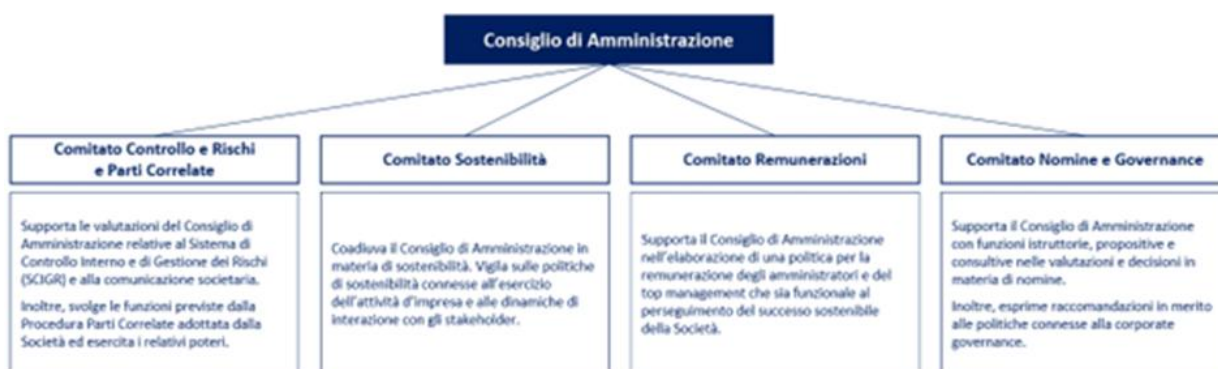 Consiglio di Amministrazione
Comitato Controllo e Rischi
e Parti Correlate
Supporta le valutazioni del Consiglio di
Amministrazione relative al Sistema di
Controllo Interno e di Gestione dei Rischi
(SCIGR) e alla comunicazione societaria.
Inoltre, svolge le funzioni previste dalla
Procedura Parti Correlate adottata dalla
Società ed esercita i relativi poteri.
Comitato Sostenibilità
Coadiuva il Consiglio di Amministrazione in
materia di sostenibilità. Vigila sulle politiche
di sostenibilità connesse all'esercizio
dell'attività d'impresa e alle dinamiche di
interazione con gli stakeholder.
Comitato Remunerazioni
Supporta il Consiglio di Amministrazione
nell'elaborazione di una politica per la
remunerazione degli amministratori e del
top management che sia funzionale al
perseguimento del successo sostenibile
della Società.
Comitato Nomine e Governance
Supporta il Consiglio di Amministrazione
con funzioni istruttorie, propositive e
consultive nelle valutazioni e decisioni in
materia di nomine.
Inoltre, esprime raccomandazioni in merito
alle politiche connesse alla corporate
governance.